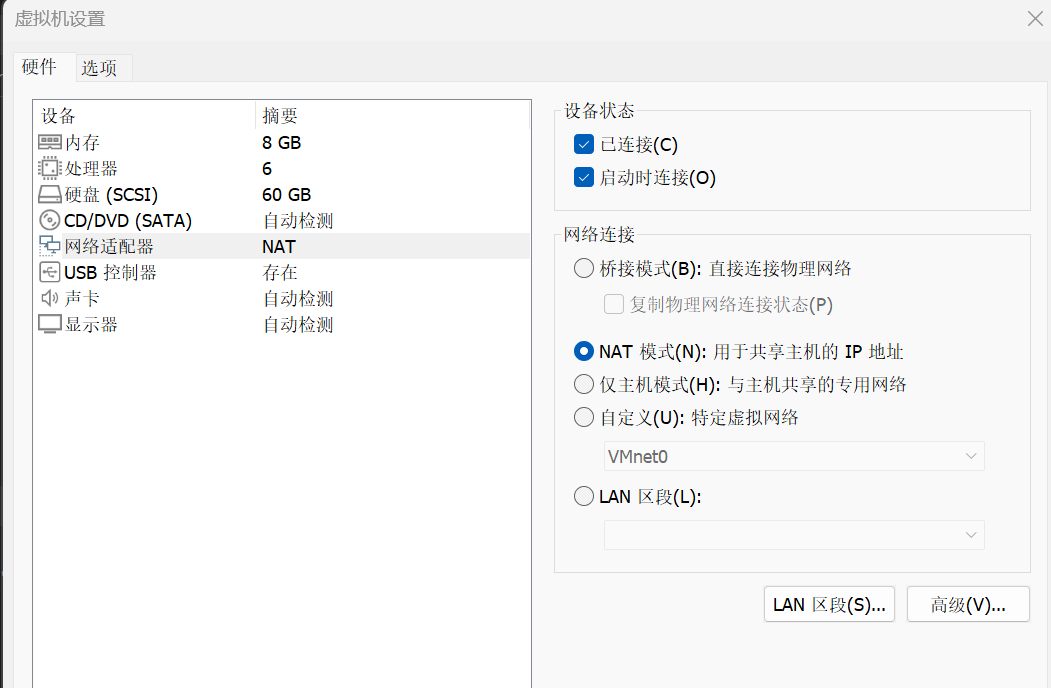 虚拟机设置
硬件 选项
设备 摘要
内存 8 GB
处理器 6
硬盘 (SCSI) 60 GB
CD/DVD (SATA) 自动检测
网络适配器 NAT
USB 控制器 存在
声卡 自动检测
显示器 自动检测
设备状态
已连接(C)
启动时连接(O)
网络连接
桥接模式(B): 直接连接物理网络
复制物理网络连接状态(P)
NAT 模式(N): 用于共享主机的 IP 地址
仅主机模式(H): 与主机共享的专用网络
自定义(U): 特定虚拟网络
VMnet0
LAN 区段(L):
LAN 区段(S)... 高级(V)...